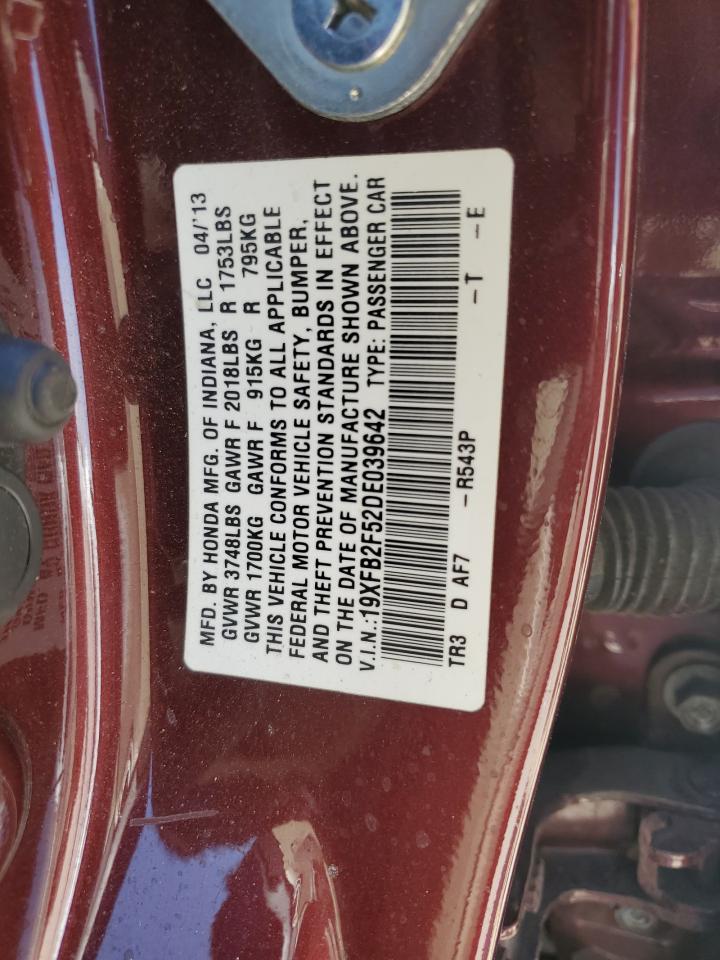 MFD. BY HONDA MFG. OF INDIANA, LLC 04/'13
GVWR 3748LBS GAWR F 2018LBS R 1753LBS
GVWR 1700KG GAWR F 915KG R 795KG
THIS VEHICLE CONFORMS TO ALL APPLICABLE
FEDERAL MOTOR VEHICLE SAFETY, BUMPER,
AND THEFT PREVENTION STANDARDS IN EFFECT
ON THE DATE OF MANUFACTURE SHOWN ABOVE.
V.I.N.:19XFB2F52DE039642 TYPE: PASSENGER CAR
TR3 D AF7 -R543P -T -E